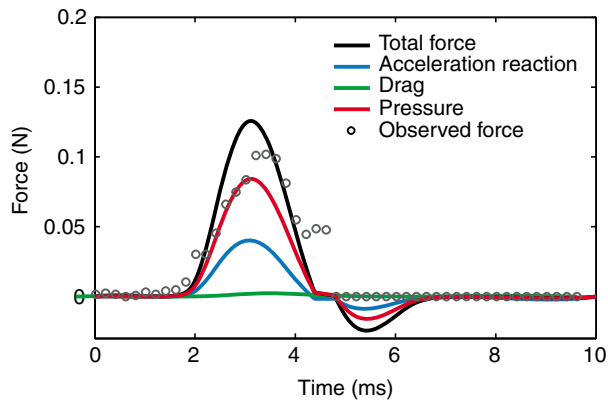 0.2
0.15
0.1
0.05
0
Force (N)
Total force
Acceleration reaction
Drag
Pressure
Observed force
0 2 4 6 8 10
Time (ms)